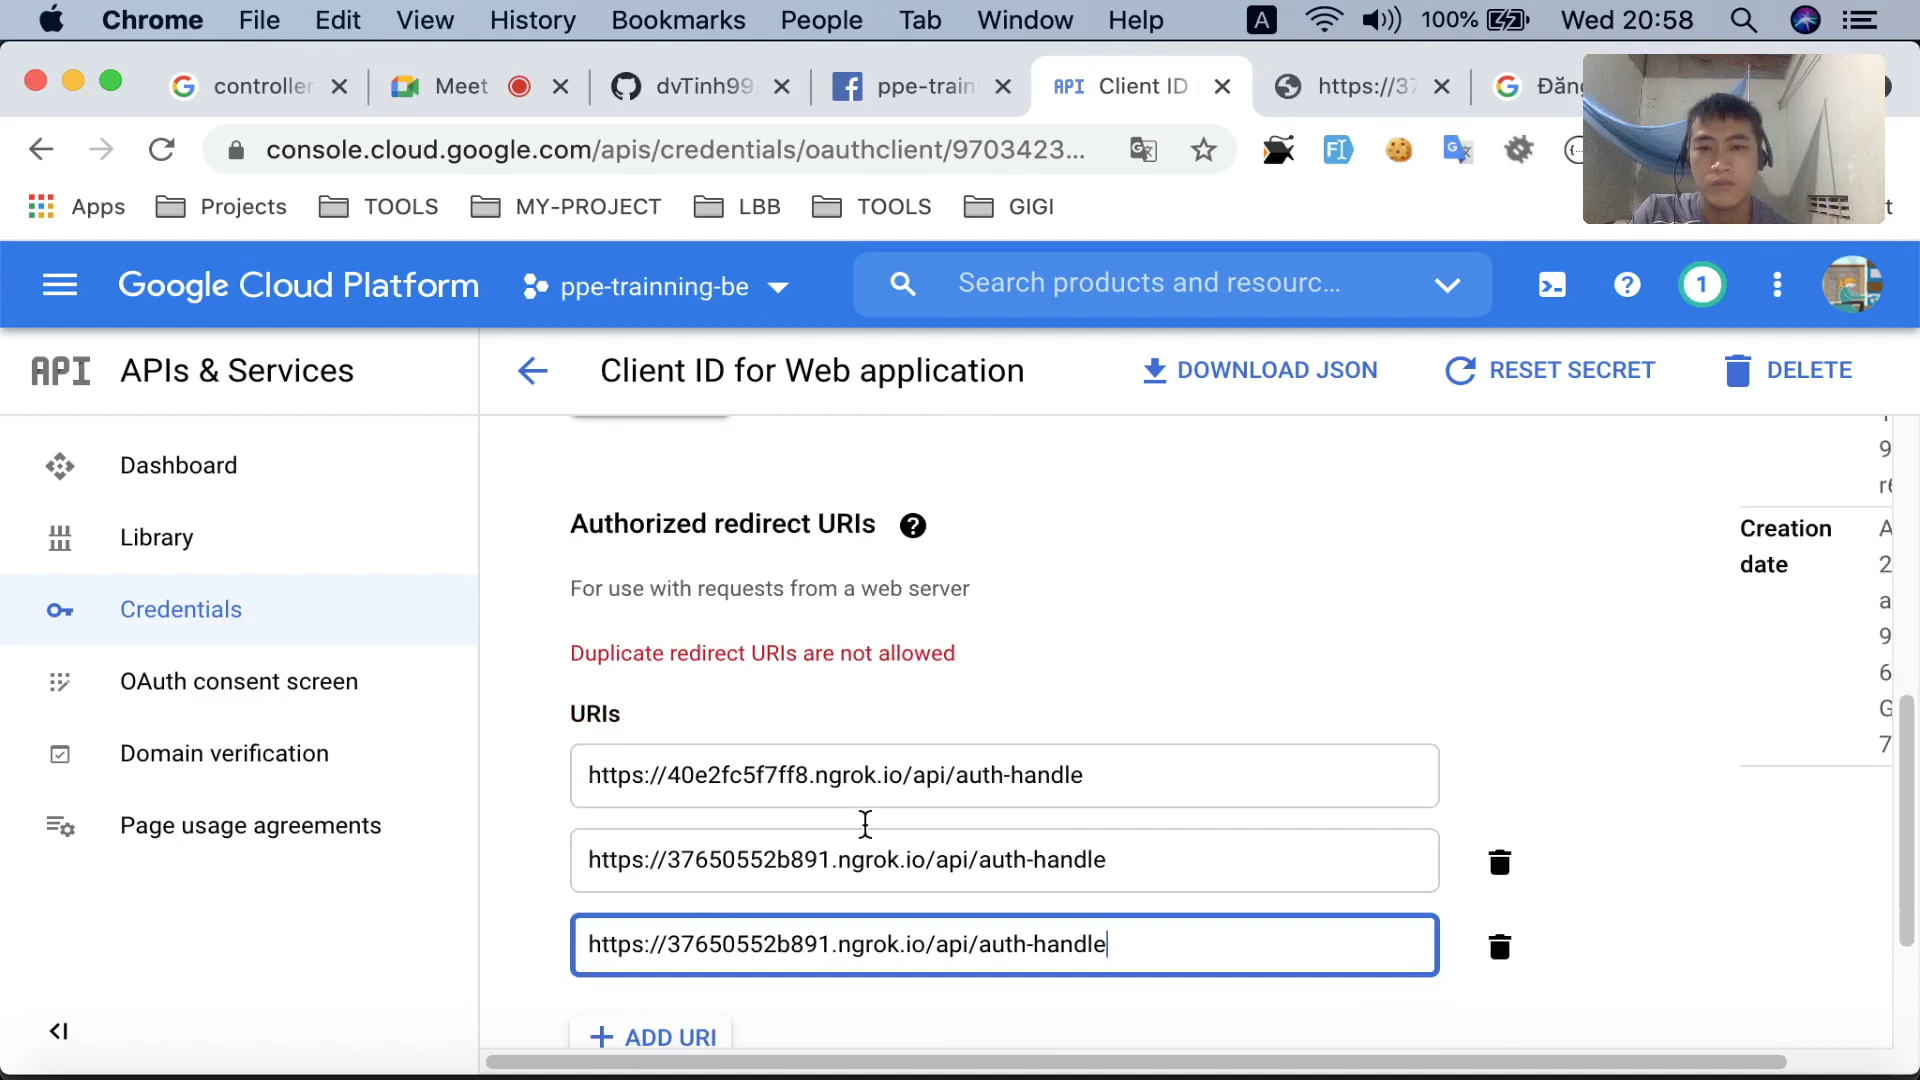 Chrome File Edit View History Bookmarks People Tab Window Help A 100% Wed 20:58
controller Meet dvTinh99 ppe-train Client ID https://37 Đăng
console.cloud.google.com/apis/credentials/oauthclient/9703423...
Apps Projects TOOLS MY-PROJECT LBB TOOLS GIGI
Google Cloud Platform ppe-trainning-be Search products and resourc... 1
API APIs & Services Client ID for Web application DOWNLOAD JSON RESET SECRET DELETE
Dashboard
Library
Credentials
OAuth consent screen
Domain verification
Page usage agreements
Authorized redirect URIs
For use with requests from a web server
Duplicate redirect URIs are not allowed
URIs
https://40e2fc5f7ff8.ngrok.io/api/auth-handle
https://37650552b891.ngrok.io/api/auth-handle
https://37650552b891.ngrok.io/api/auth-handle
+ ADD URI
Creation
date